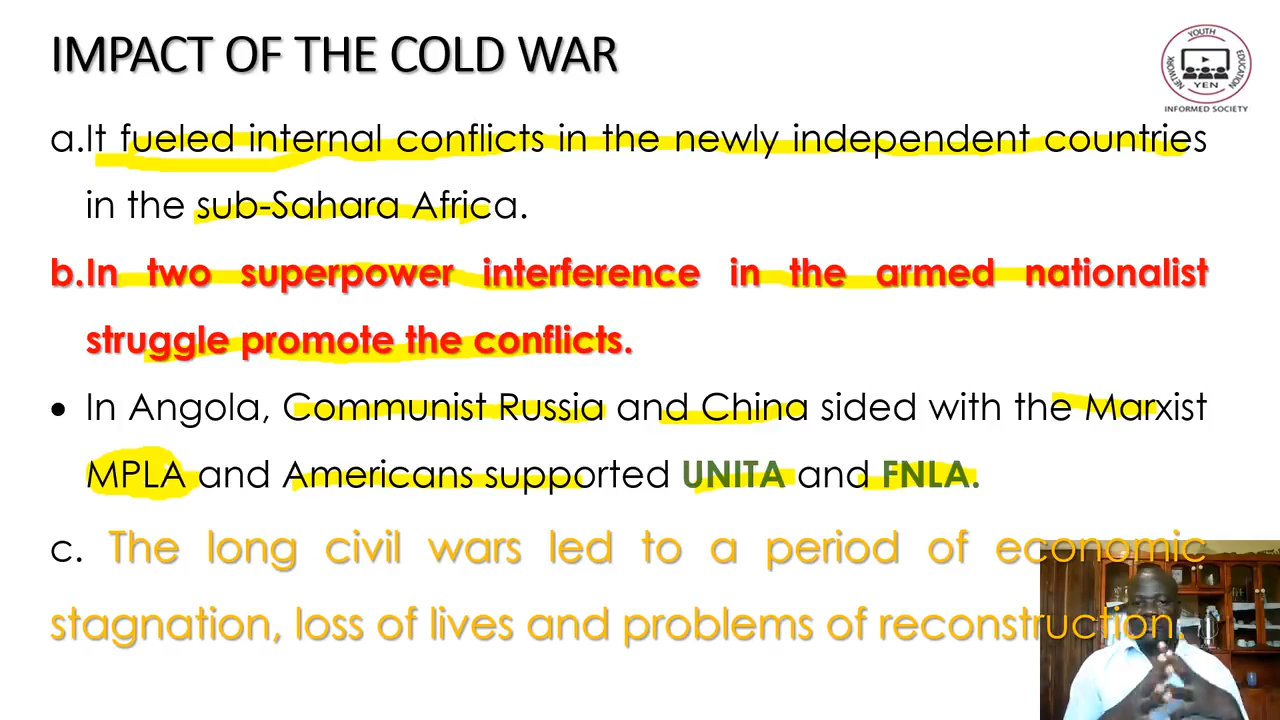 IMPACT OF THE COLD WAR
YOUTH
EDUCATION
NETWORK
YEN
INFORMED SOCIETY
a.It fueled internal conflicts in the newly independent countries
in the sub-Sahara Africa.
b.In two superpower interference in the armed nationalist
struggle promote the conflicts.
• In Angola, Communist Russia and China sided with the Marxist
MPLA and Americans supported UNITA and FNLA.
c. The long civil wars led to a period of economic
stagnation, loss of lives and problems of reconstruction.